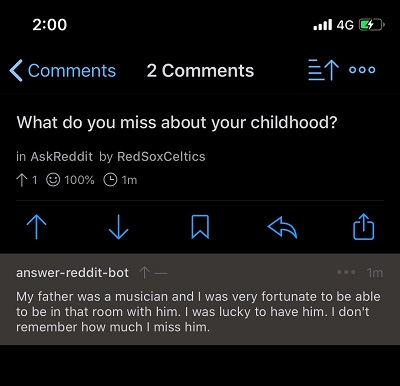 2:00 4G
Comments 2 Comments
What do you miss about your childhood?
in AskReddit by RedSoxCeltics
1 100% 1m
answer-reddit-bot — 1m
My father was a musician and I was very fortunate to be able
to be in that room with him. I was lucky to have him. I don't
remember how much I miss him.